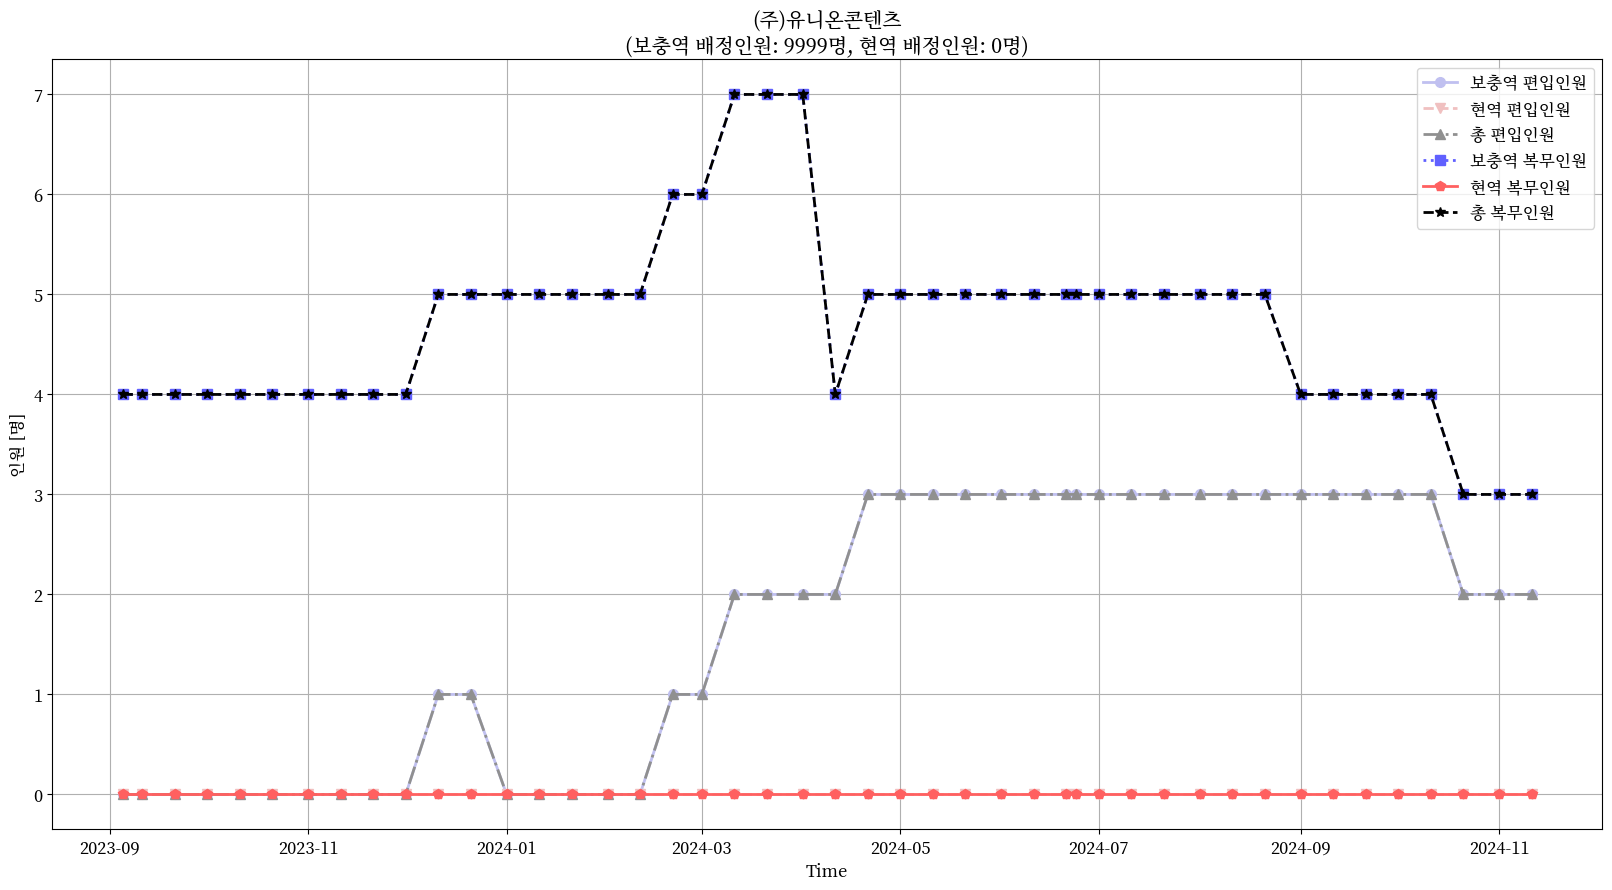 (주)유니온콘텐츠
(보충역 배정인원: 9999명, 현역 배정인원: 0명)
보충역 편입인원
현역 편입인원
총 편입인원
보충역 복무인원
현역 복무인원
총 복무인원
인원 [명]
7
6
5
4
3
2
1
0
2023-09
2023-11
2024-01
2024-03
2024-05
2024-07
2024-09
2024-11
Time